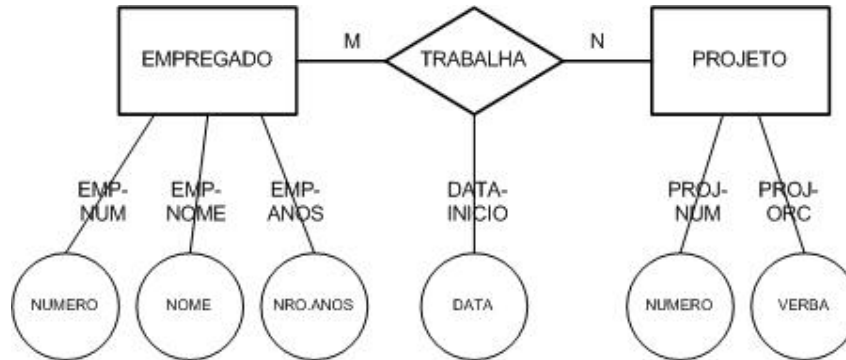 M
N
EMPREGADO
TRABALHA
PROJETO
EMP-
NUM
EMP-
NOME
EMP-
ANOS
DATA-
INICIO
PROJ-
NUM
PROJ-
ORC
NUMERO
NOME
NRO.ANOS
DATA
NUMERO
VERBA